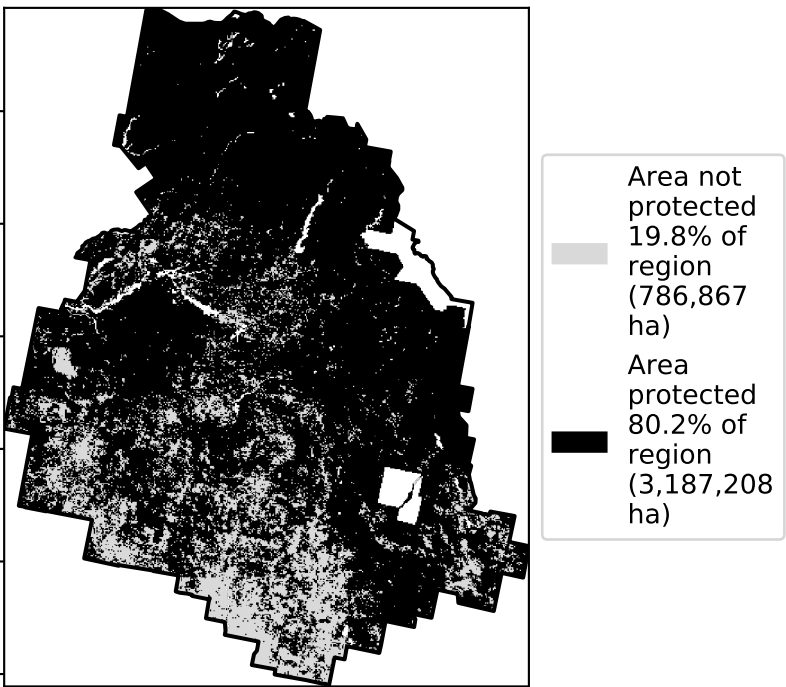 Area not
protected
19.8% of
region
(786,867
ha)
Area
protected
80.2% of
region
(3,187,208
ha)